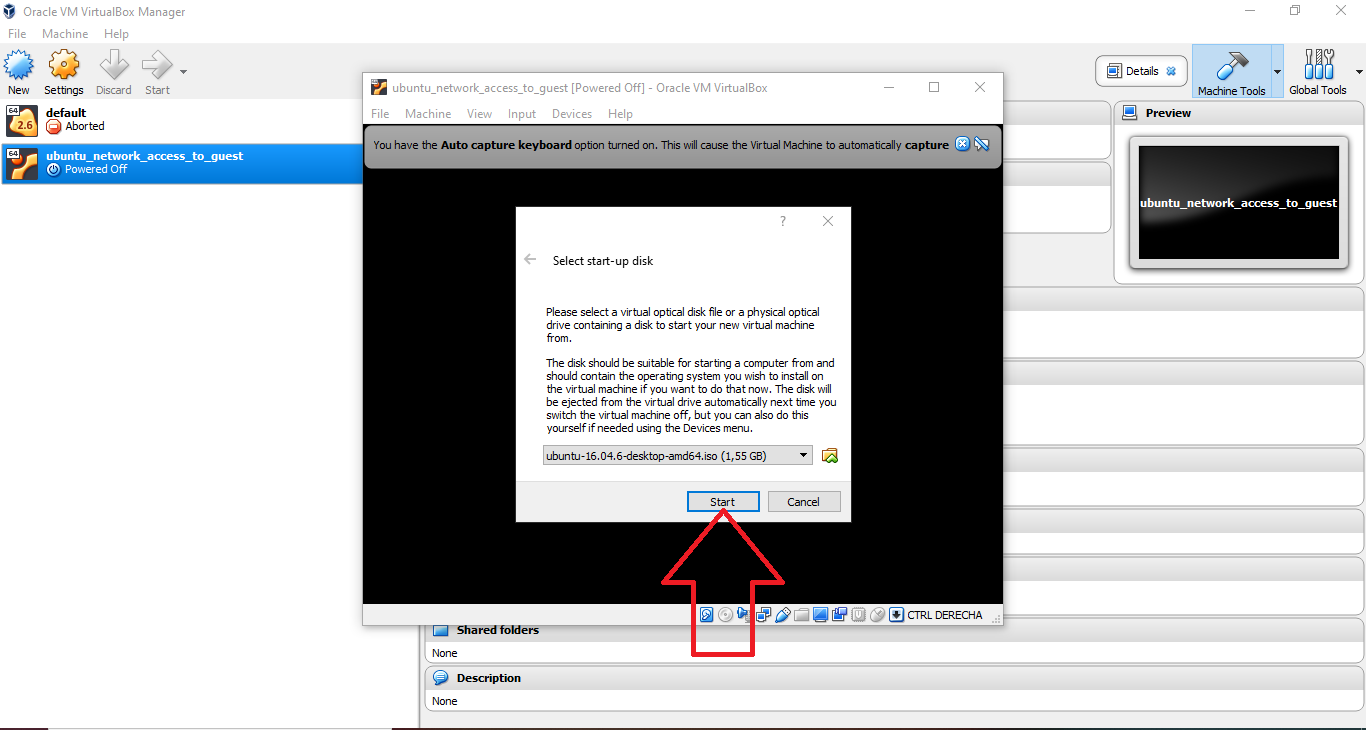 Oracle VM VirtualBox Manager
File Machine Help
New Settings Discard Start
Details
Machine Tools
Global Tools
64
2.6
default
Aborted
64
ubuntu_network_access_to_guest
Powered Off
ubuntu_network_access_to_guest [Powered Off] - Oracle VM VirtualBox
File Machine View Input Devices Help
You have the Auto capture keyboard option turned on. This will cause the Virtual Machine to automatically capture
?
Select start-up disk
Please select a virtual optical disk file or a physical optical
drive containing a disk to start your new virtual machine
from.
The disk should be suitable for starting a computer from and
should contain the operating system you wish to install on
the virtual machine if you want to do that now. The disk will
be ejected from the virtual drive automatically next time you
switch the virtual machine off, but you can also do this
yourself if needed using the Devices menu.
ubuntu-16.04.6-desktop-amd64.iso (1,55 GB)
Start Cancel
CTRL DERECHA
Preview
ubuntu_network_access_to_guest
Shared folders
None
Description
None